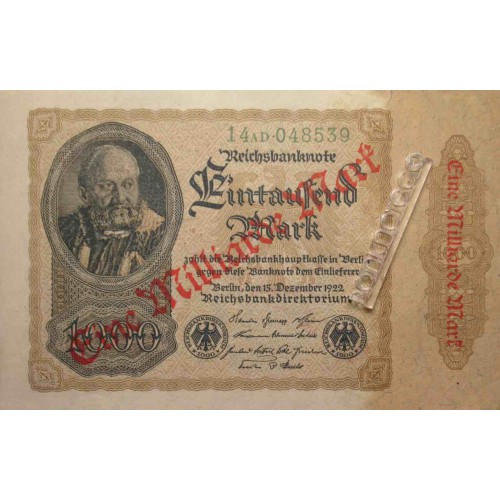 14AD·048539
Reichsbanknote
Eintausend
Mark
zahlt die Reichsbankhauptkasse in Berlin
gegen diese Banknote dem Einlieferer
Berlin, den 15. Dezember 1922
Reichsbankdirektorium
1000
1000
1000
Eine Milliarde Mark
Eine Milliarde Mark